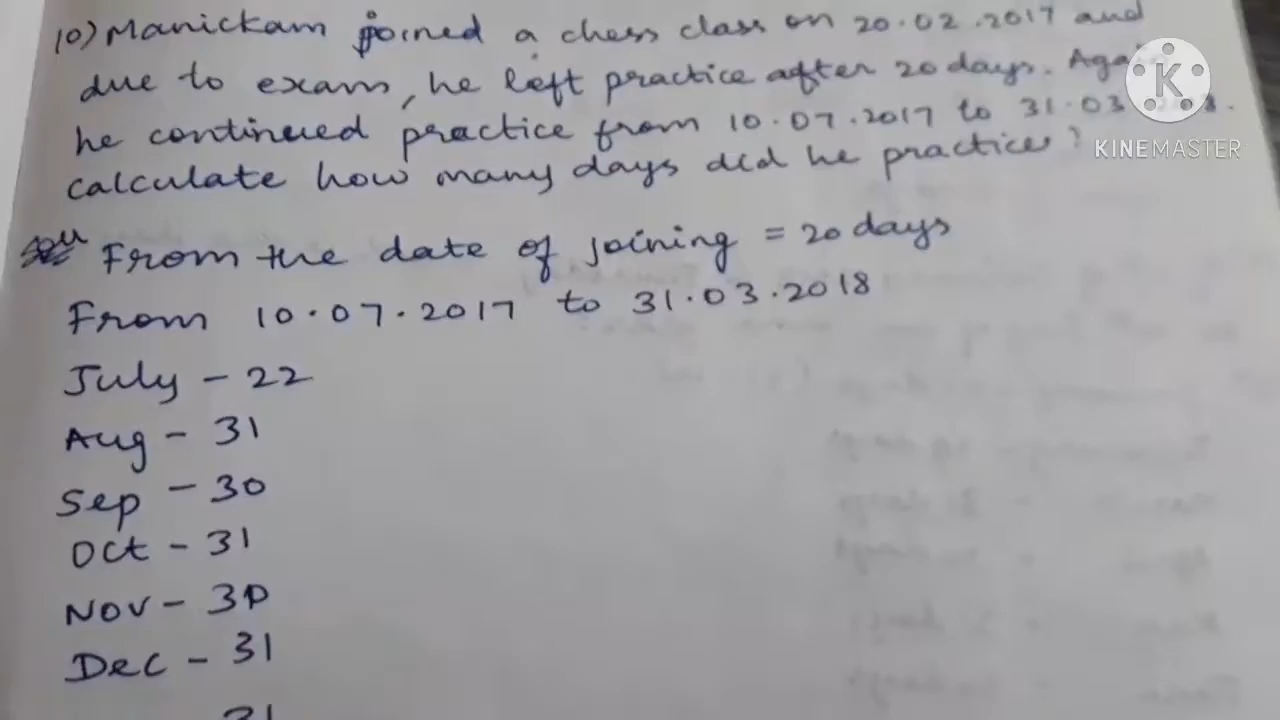 10) Manickam joined a chess class on 20.02.2017 and
due to exam, he left practice after 20 days. Again
he continued practice from 10.07.2017 to 31.03
calculate how many days did he practice?
From the date of joining = 20 days
From 10.07.2017 to 31.03.2018
July - 22
Aug - 31
Sep - 30
Oct - 31
Nov - 30
Dec - 31
31
K
KINEMASTER